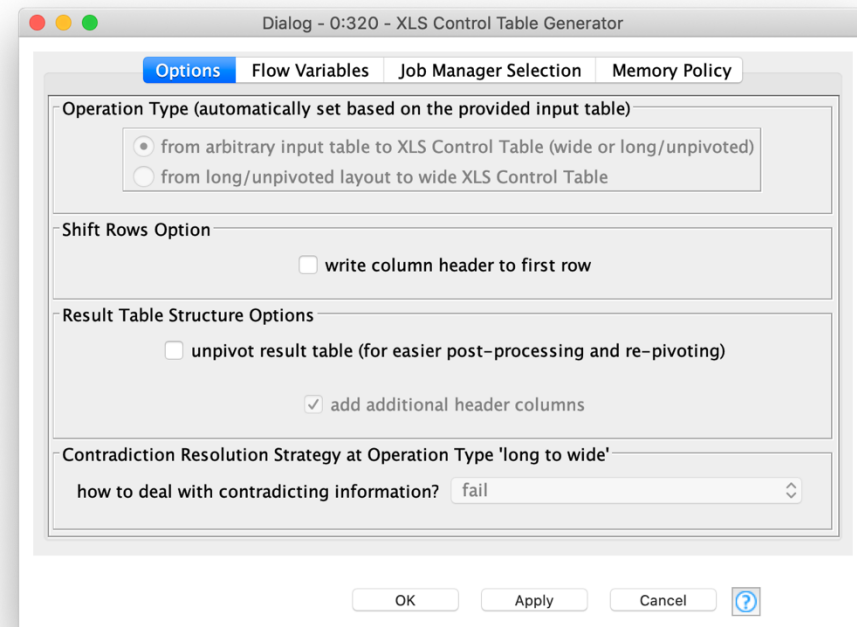 Dialog - 0:320 - XLS Control Table Generator
Options Flow Variables Job Manager Selection Memory Policy
Operation Type (automatically set based on the provided input table)
from arbitrary input table to XLS Control Table (wide or long/unpivoted)
from long/unpivoted layout to wide XLS Control Table
Shift Rows Option
write column header to first row
Result Table Structure Options
unpivot result table (for easier post-processing and re-pivoting)
add additional header columns
Contradiction Resolution Strategy at Operation Type 'long to wide'
how to deal with contradicting information? fail
OK Apply Cancel ?